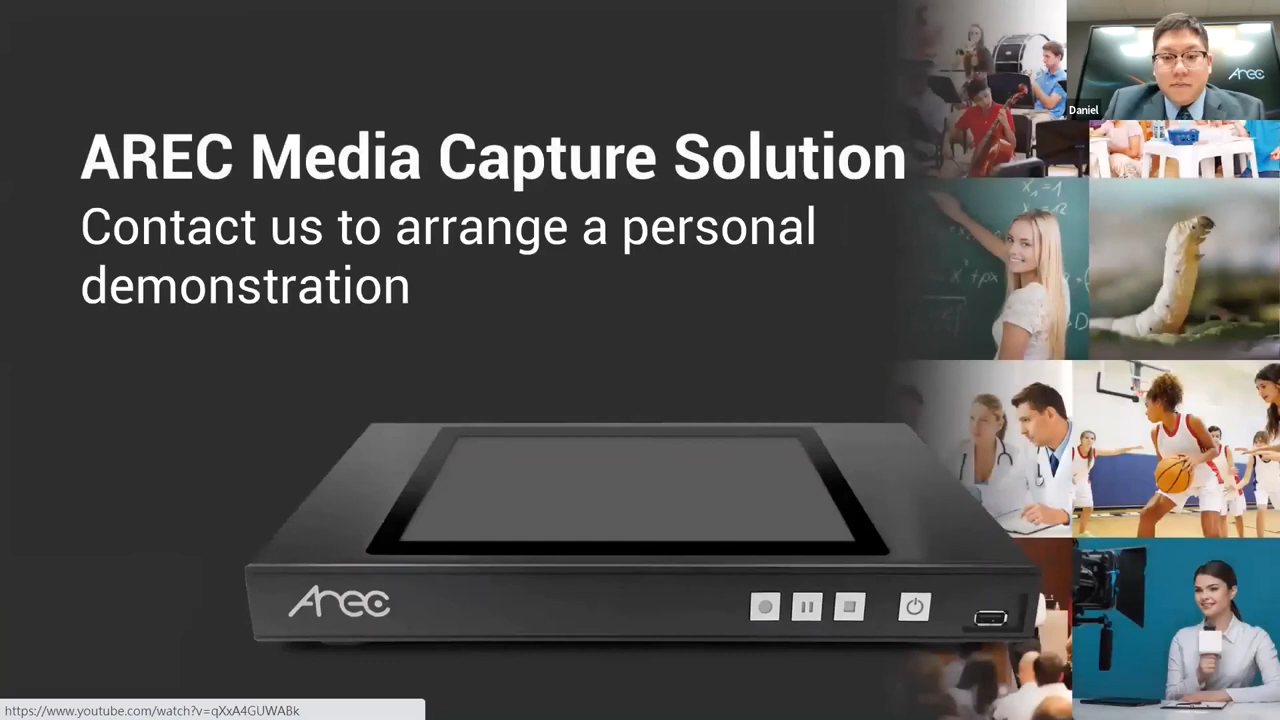 AREC Media Capture Solution
Contact us to arrange a personal
demonstration
Daniel
Arec
Arec
https://www.youtube.com/watch?v=qXxA4GUWABk